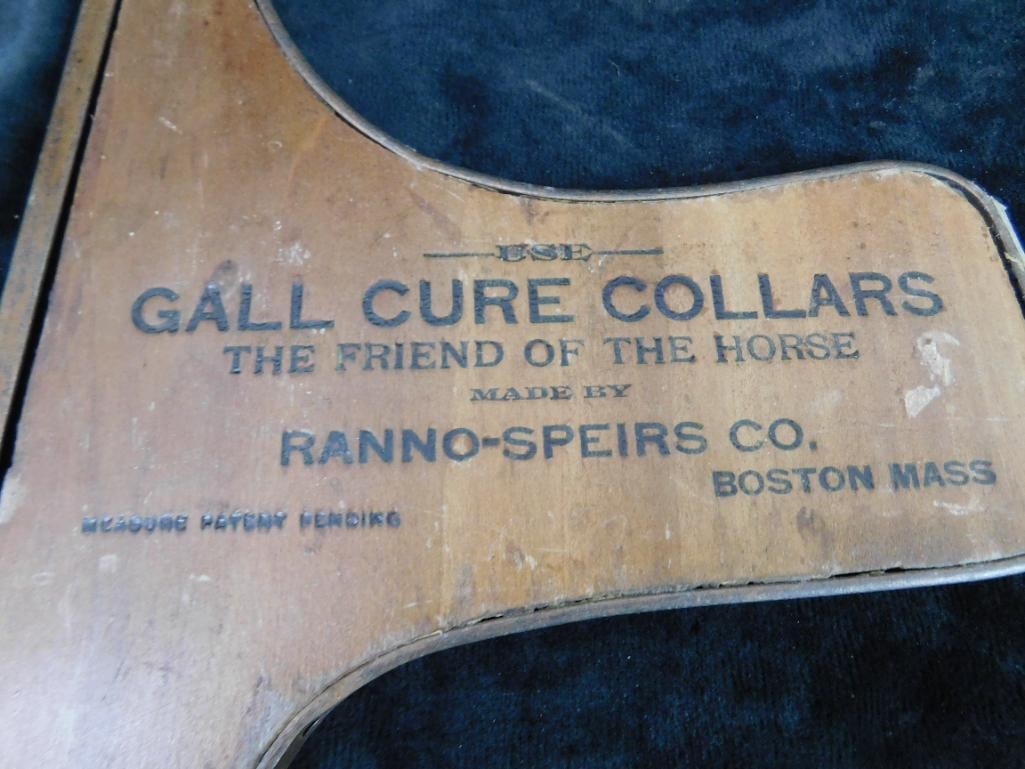 USE
GALL CURE COLLARS
THE FRIEND OF THE HORSE
MADE BY
RANNO-SPEIRS CO.
BOSTON MASS
MEASURE PATENT PENDING